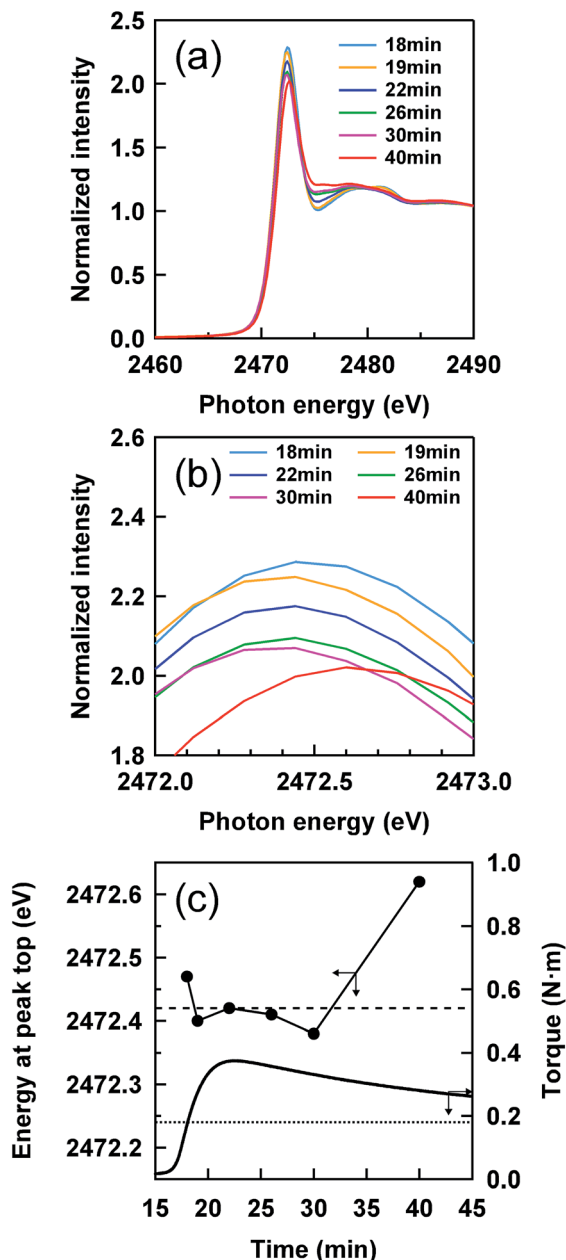 (a)
18min
19min
22min
26min
30min
40min
2.5
2.0
1.5
1.0
0.5
0.0
Normalized intensity
2460 2470 2480 2490
Photon energy (eV)
(b)
18min 19min
22min 26min
30min 40min
2.6
2.4
2.2
2.0
1.8
Normalized intensity
2472.0 2472.5 2473.0
Photon energy (eV)
(c)
2472.6
2472.5
2472.4
2472.3
2472.2
Energy at peak top (eV)
1.0
0.8
0.6
0.4
0.2
0.0
Torque (N·m)
15 20 25 30 35 40 45
Time (min)